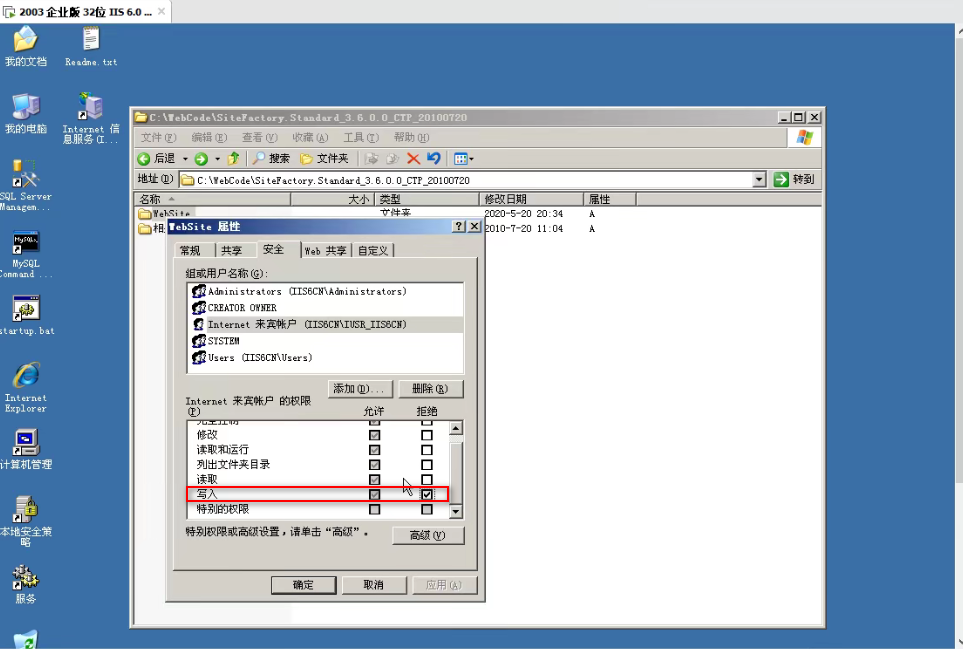 2003 企业版 32位 IIS 6.0 ...
我的文档
Readme.txt
我的电脑
Internet 信
息服务(I...
SQL Server
Managem...
MySQL
Command ...
startup.bat
Internet
Explorer
计算机管理
本地安全策
略
服务
C:\WebCode\SiteFactory.Standard_3.6.0.0_CTP_20100720
文件(F) 编辑(E) 查看(V) 收藏(A) 工具(T) 帮助(H)
后退 搜索 文件夹
地址(D) C:\WebCode\SiteFactory.Standard_3.6.0.0_CTP_20100720 转到
名称 大小 类型 修改日期 属性
WebSite 文件夹 2020-5-20 20:34 A
相 2010-7-20 11:04 A
WebSite 属性
常规 共享 安全 Web 共享 自定义
组或用户名称(G):
Administrators (IIS6CN\Administrators)
CREATOR OWNER
Internet 来宾帐户 (IIS6CN\IUSR_IIS6CN)
SYSTEM
Users (IIS6CN\Users)
添加(D)... 删除(R)
Internet 来宾帐户 的权限
(P) 允许 拒绝
完全控制
修改
读取和运行
列出文件夹目录
读取
写入
特别的权限
特别权限或高级设置，请单击“高级”。 高级(V)
确定 取消 应用(A)